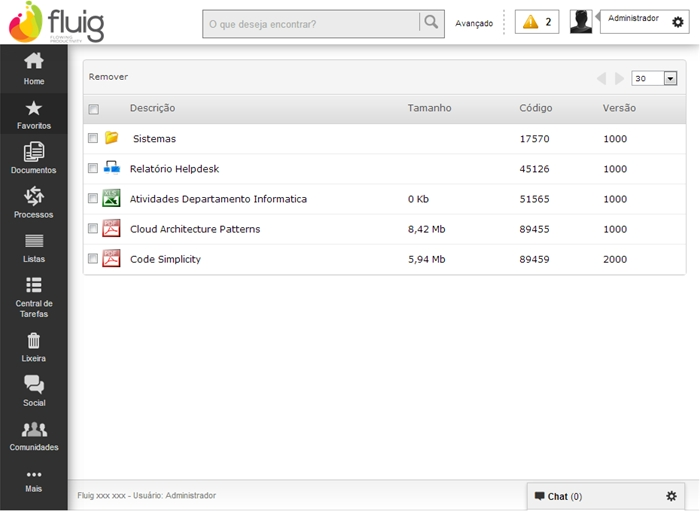 fluig
FLOWING
PRODUCTIVITY
O que deseja encontrar?
Avançado
2
Administrador
Home
Favoritos
Documentos
Processos
Listas
Central de
Tarefas
Lixeira
Social
Comunidades
Mais
Remover
30
Descrição Tamanho Código Versão
Sistemas 17570 1000
Relatório Helpdesk 45126 1000
Atividades Departamento Informatica 0 Kb 51565 1000
Cloud Architecture Patterns 8,42 Mb 89455 1000
Code Simplicity 5,94 Mb 89459 2000
Fluig xxx xxx - Usuário: Administrador
Chat (0)